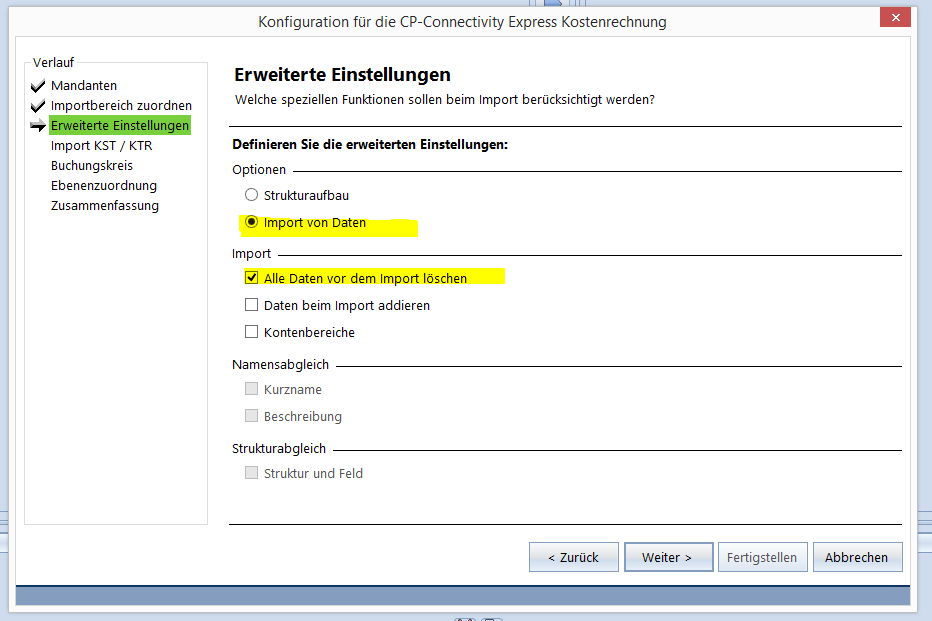 Konfiguration für die CP-Connectivity Express Kostenrechnung
Verlauf
Mandanten
Importbereich zuordnen
Erweiterte Einstellungen
Import KST / KTR
Buchungskreis
Ebenenzuordnung
Zusammenfassung
Erweiterte Einstellungen
Welche speziellen Funktionen sollen beim Import berücksichtigt werden?
Definieren Sie die erweiterten Einstellungen:
Optionen
Strukturaufbau
Import von Daten
Import
Alle Daten vor dem Import löschen
Daten beim Import addieren
Kontenbereiche
Namensabgleich
Kurzname
Beschreibung
Strukturabgleich
Struktur und Feld
< Zurück
Weiter >
Fertigstellen
Abbrechen